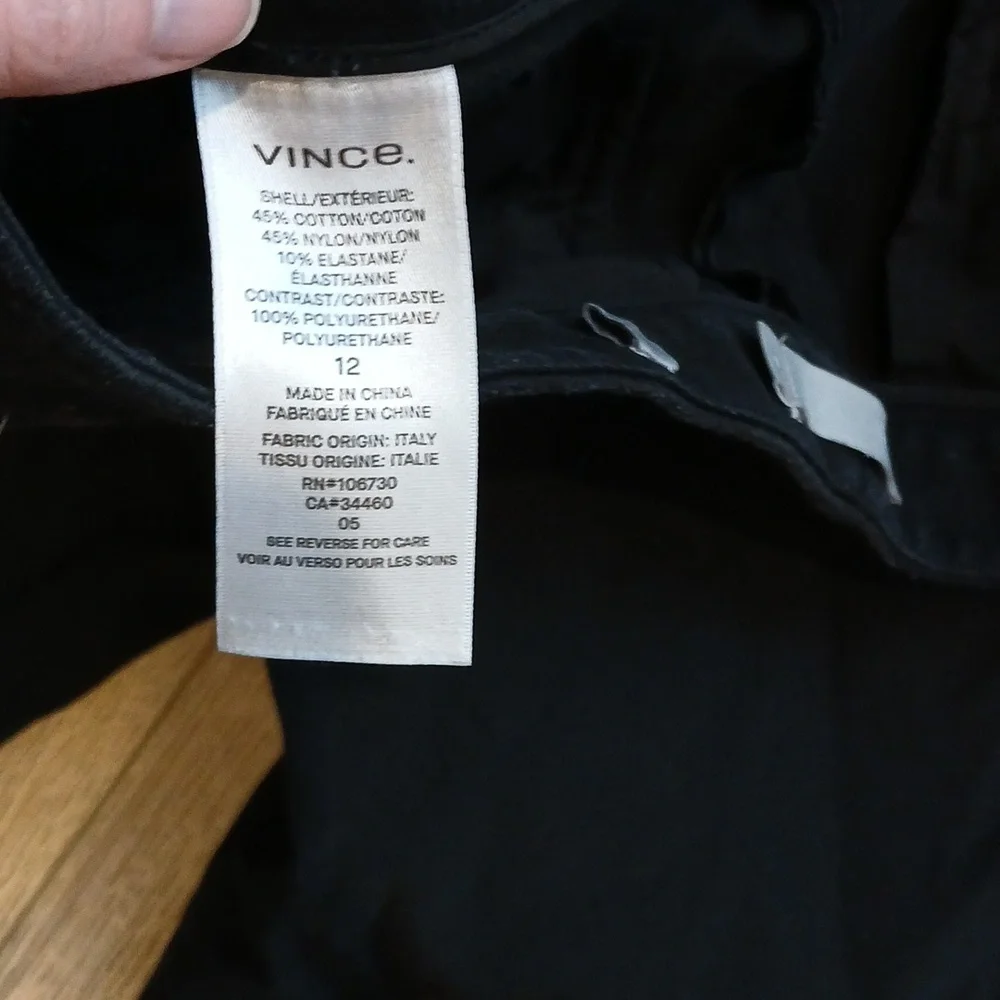 VINCe.
SHELL/EXTÉRIEUR:
45% COTTON/COTON
45% NYLON/NYLON
10% ELASTANE/
ÉLASTHANNE
CONTRAST/CONTRASTE:
100% POLYURETHANE/
POLYURETHANE
12
MADE IN CHINA
FABRIQUÉ EN CHINE
FABRIC ORIGIN: ITALY
TISSU ORIGINE: ITALIE
RN#106730
CA#34460
05
SEE REVERSE FOR CARE
VOIR AU VERSO POUR LES SOINS